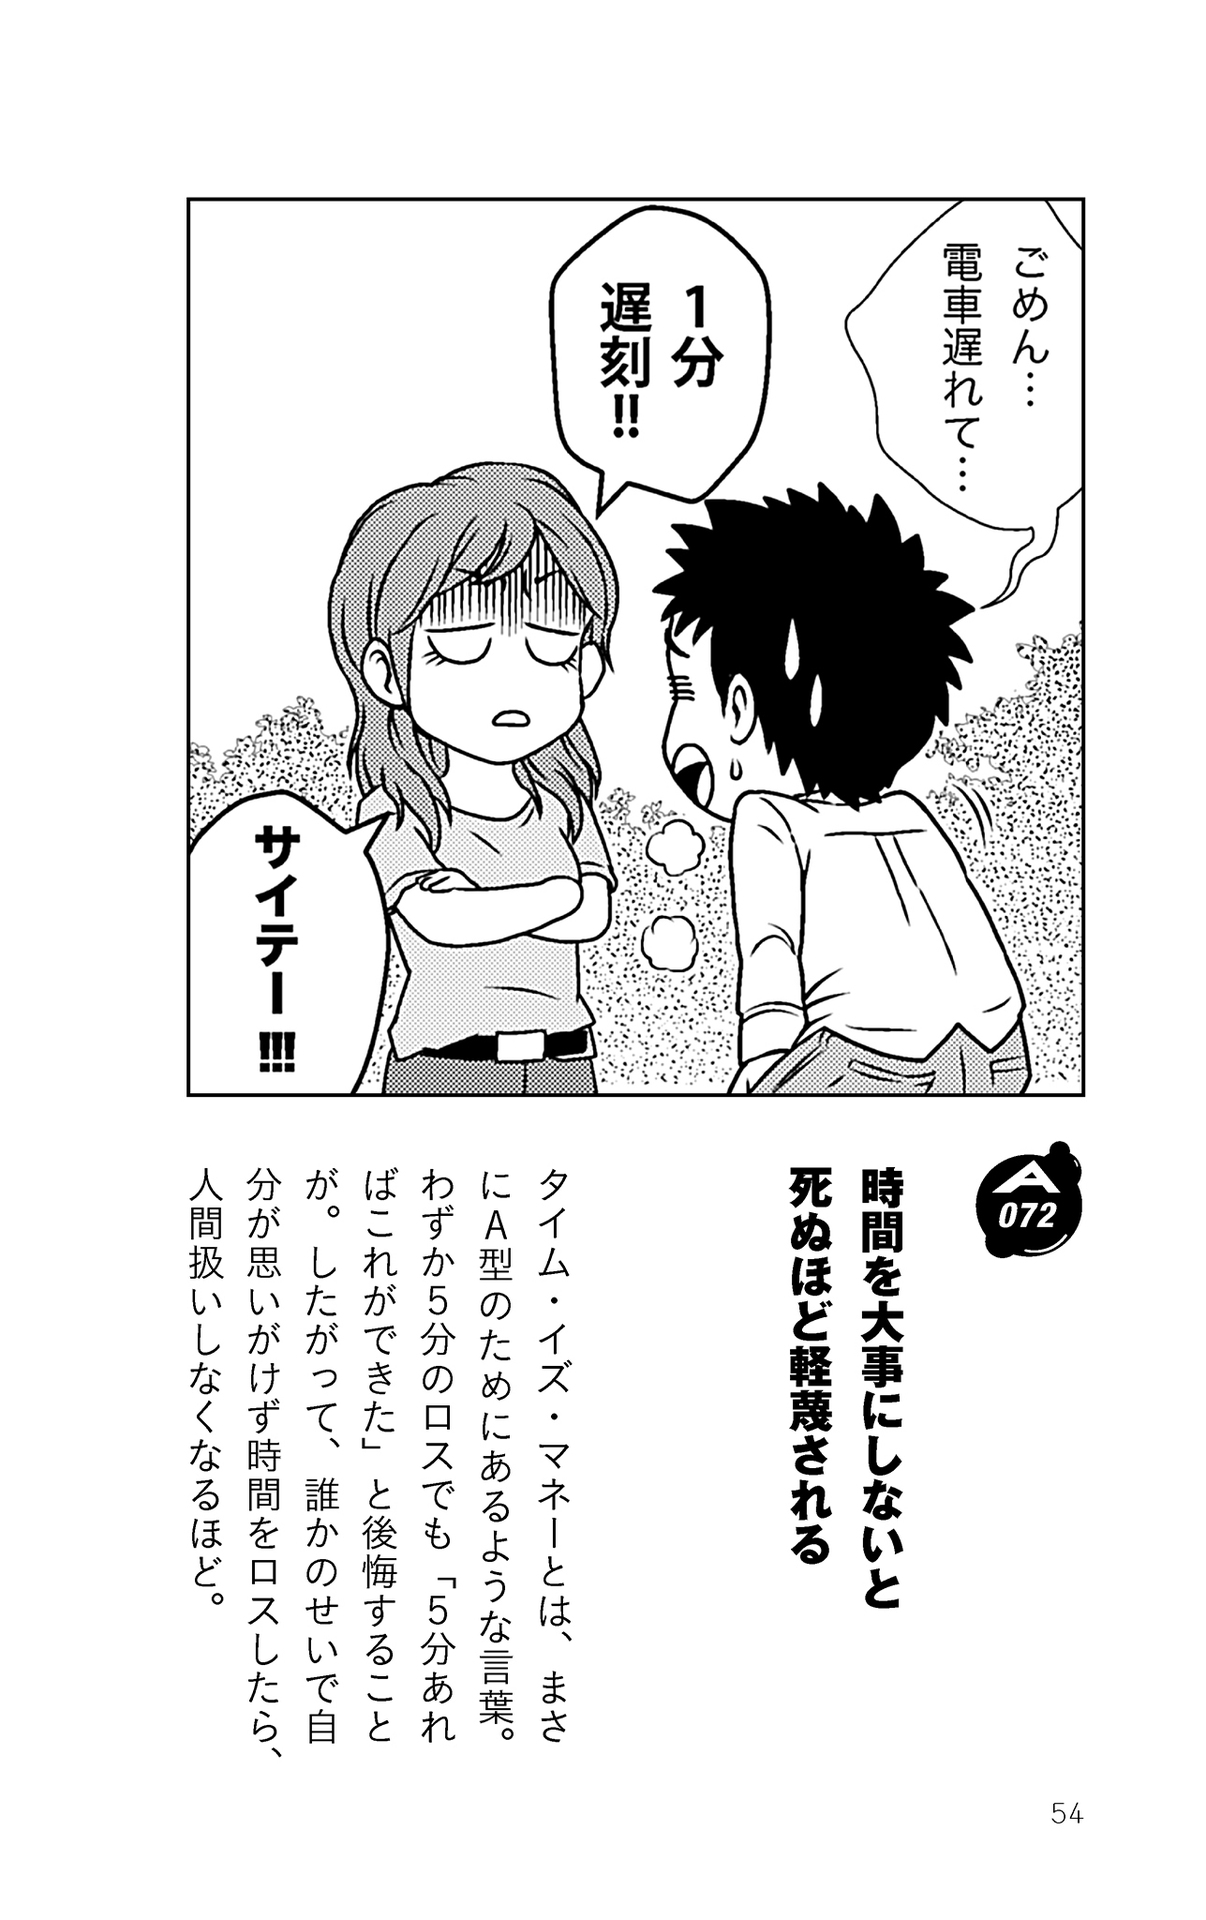 ごめん…
電車遅れて…
1分
遅刻!!
サイテー!!!
A
072
時間を大事にしないと
死ぬほど軽蔑される
タイム・イズ・マネーとは、まさ
にA型のためにあるような言葉。
わずか5分のロスでも「5分あれ
ばこれができた」と後悔すること
が。したがって、誰かのせいで自
分が思いがけず時間をロスしたら、
人間扱いしなくなるほど。
54